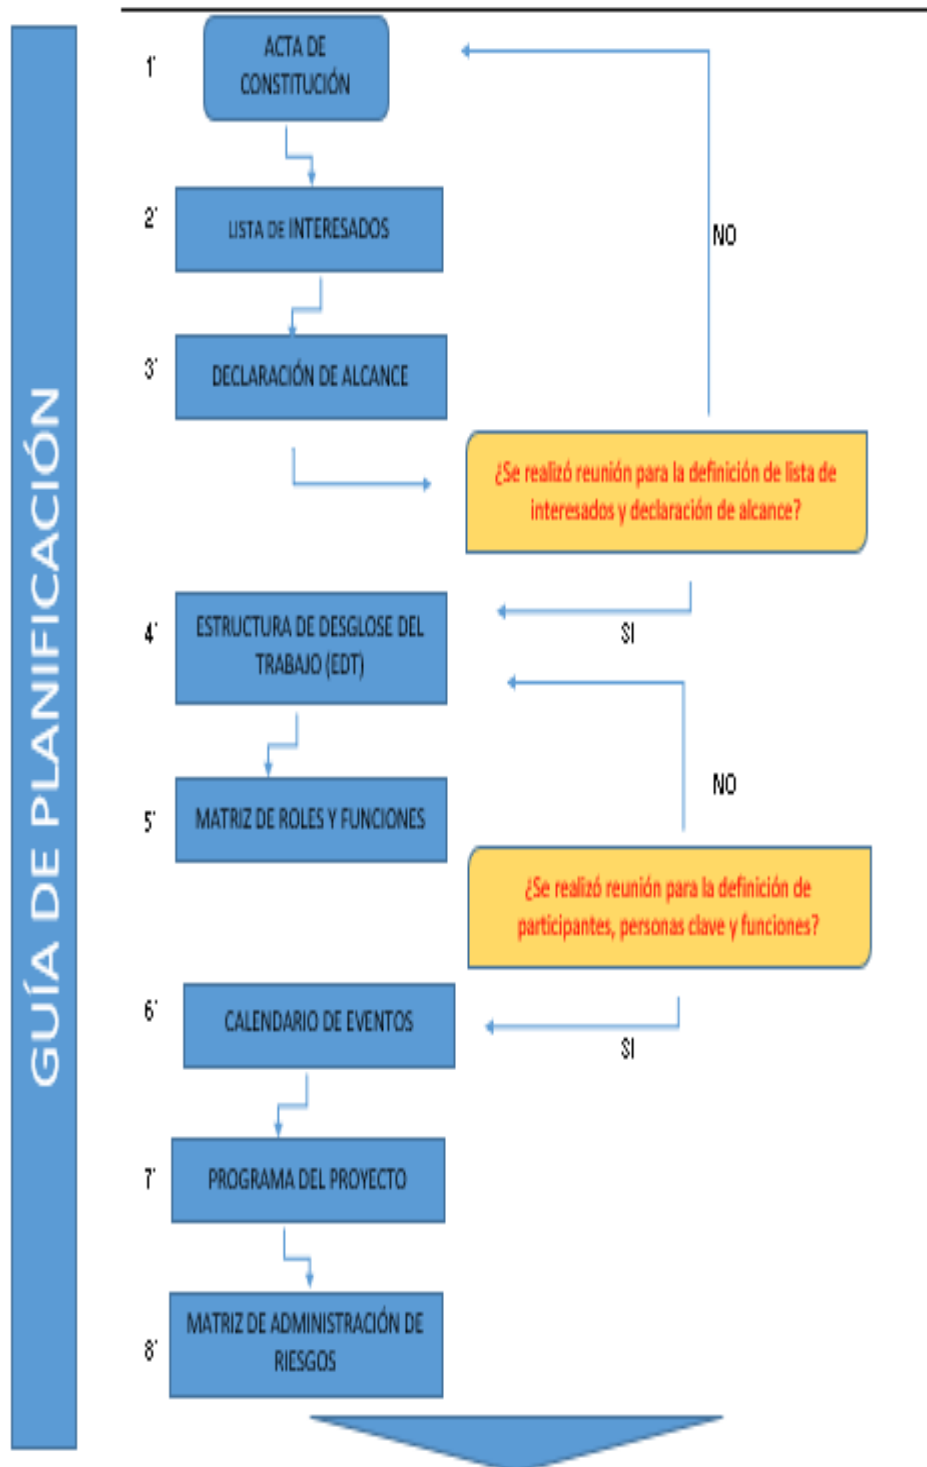 GUÍA DE PLANIFICACIÓN
1'
ACTA DE
CONSTITUCIÓN
2'
LISTA DE INTERESADOS
NO
3'
DECLARACIÓN DE ALCANCE
¿Se realizó reunión para la definición de lista de
interesados y declaración de alcance?
SI
4'
ESTRUCTURA DE DESGLOSE DEL
TRABAJO (EDT)
NO
5'
MATRIZ DE ROLES Y FUNCIONES
¿Se realizó reunión para la definición de
participantes, personas clave y funciones?
SI
6'
CALENDARIO DE EVENTOS
7'
PROGRAMA DEL PROYECTO
8'
MATRIZ DE ADMINISTRACIÓN DE
RIESGOS